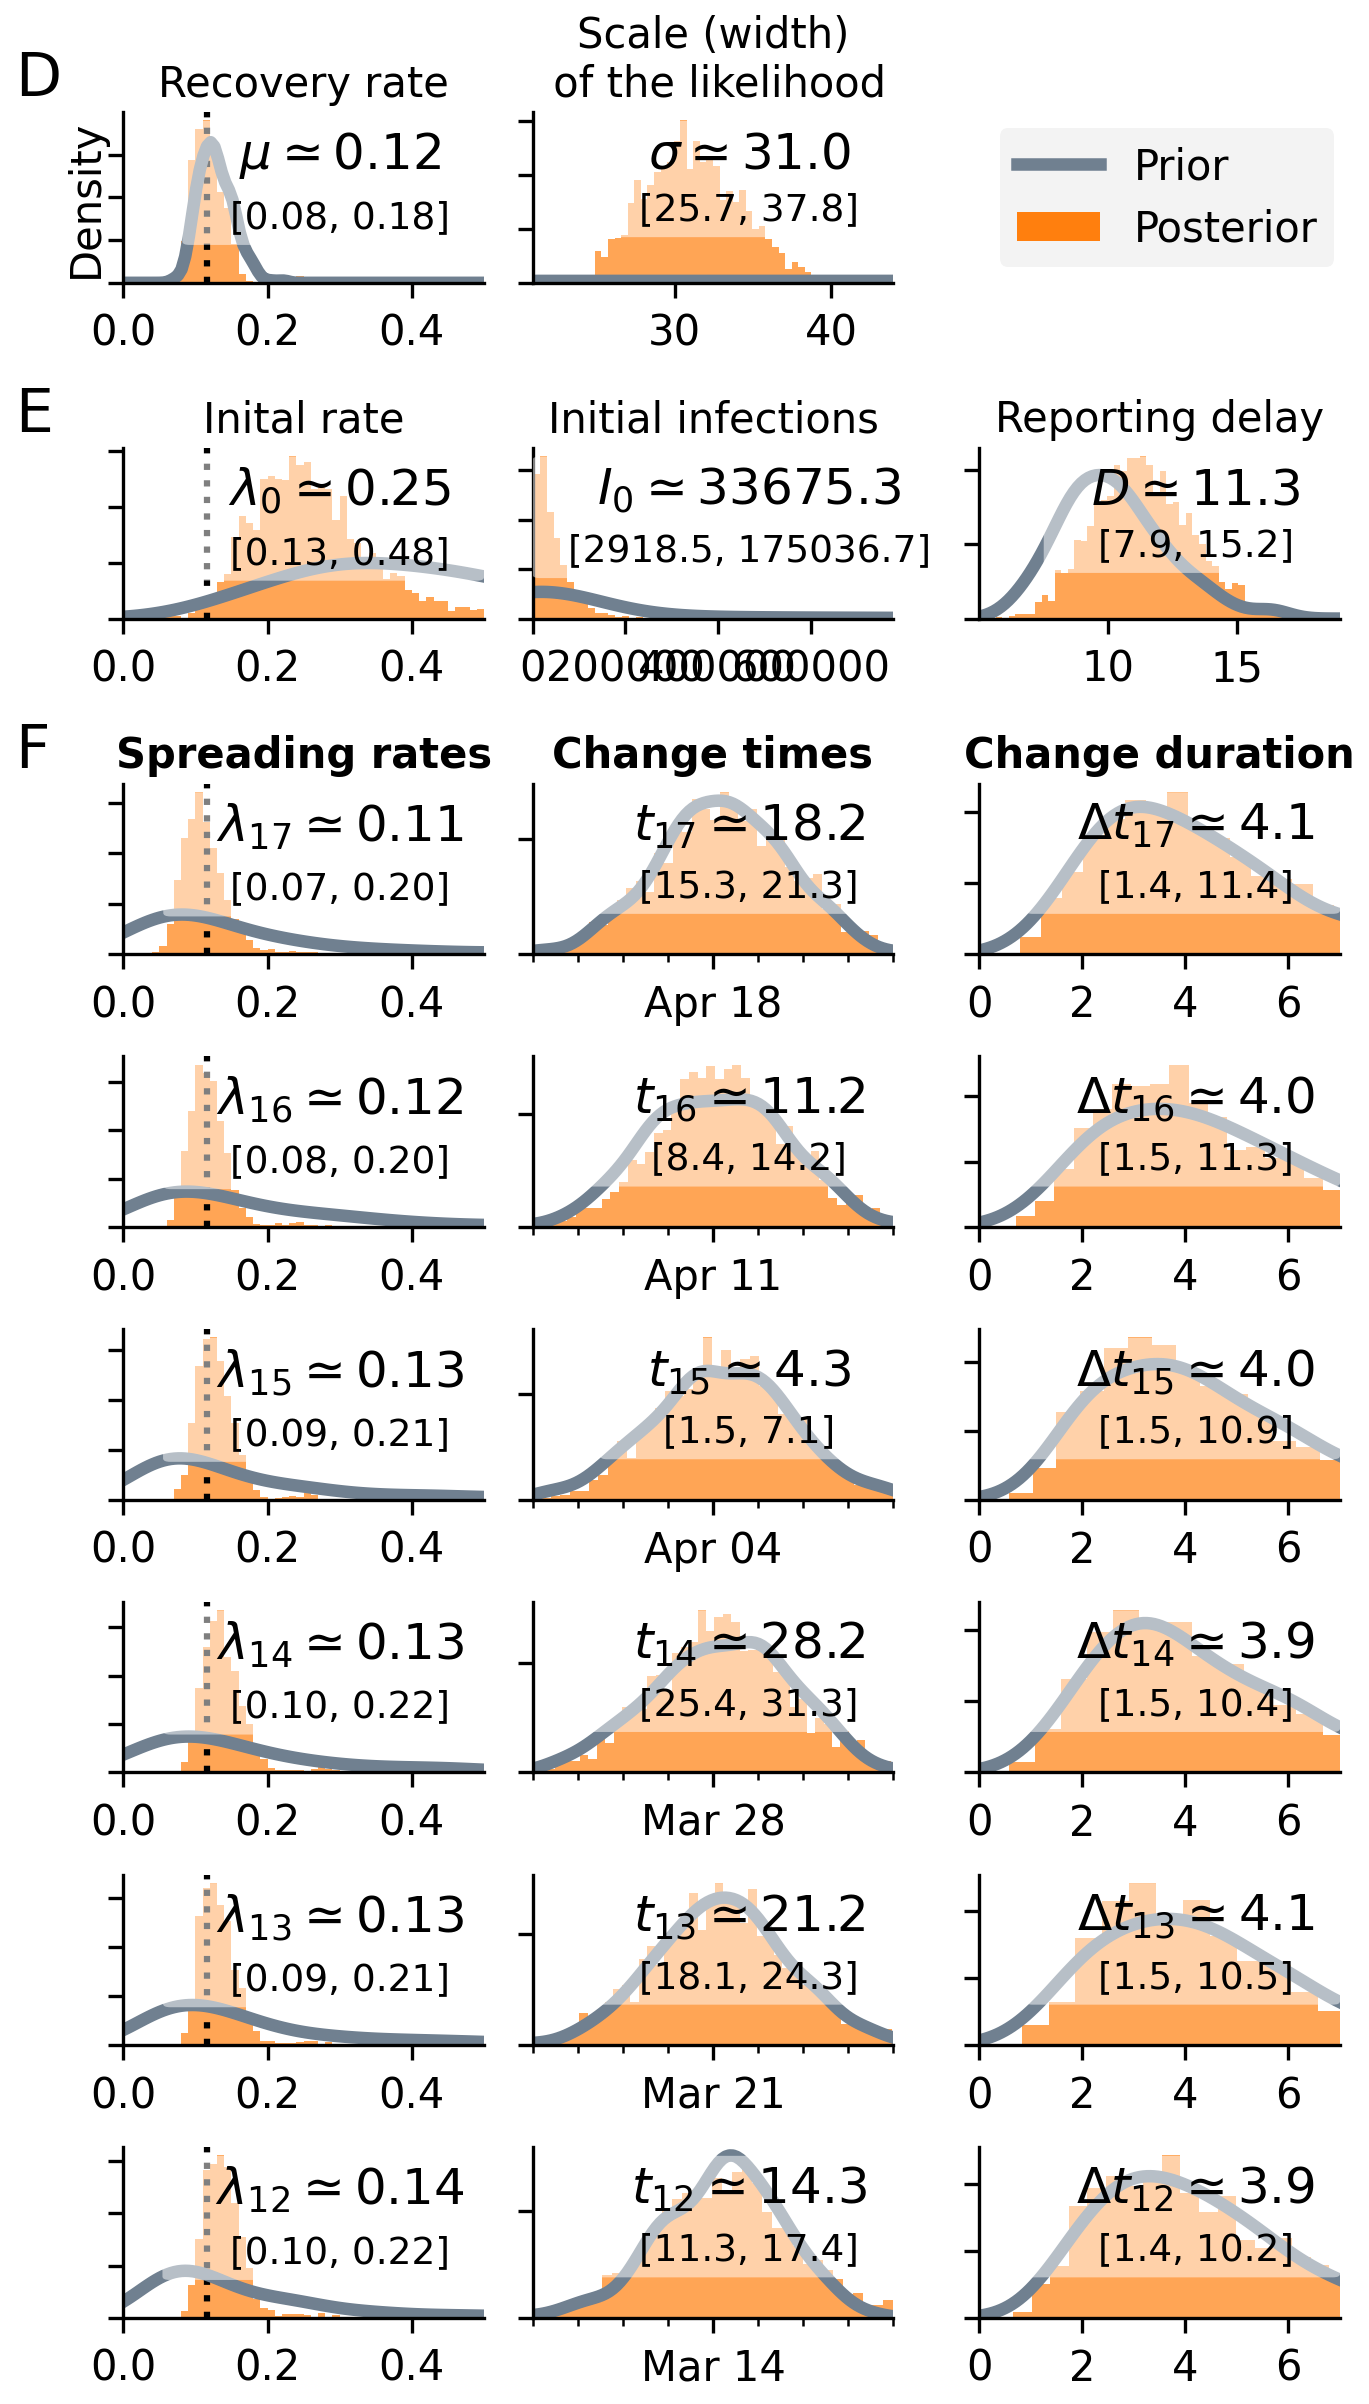 D
Recovery rate
Scale (width)
of the likelihood
Density
μ ≃ 0.12
[0.08, 0.18]
0.0 0.2 0.4
σ ≃ 31.0
[25.7, 37.8]
30 40
Prior
Posterior
E
Inital rate
Initial infections
Reporting delay
λ0 ≃ 0.25
[0.13, 0.48]
0.0 0.2 0.4
I0 ≃ 33675.3
[2918.5, 175036.7]
0 200000 400000 600000
D ≃ 11.3
[7.9, 15.2]
10 15
F
Spreading rates
Change times
Change duration
λ17 ≃ 0.11
[0.07, 0.20]
0.0 0.2 0.4
t17 ≃ 18.2
[15.3, 21.3]
Apr 18
Δt17 ≃ 4.1
[1.4, 11.4]
0 2 4 6
λ16 ≃ 0.12
[0.08, 0.20]
0.0 0.2 0.4
t16 ≃ 11.2
[8.4, 14.2]
Apr 11
Δt16 ≃ 4.0
[1.5, 11.3]
0 2 4 6
λ15 ≃ 0.13
[0.09, 0.21]
0.0 0.2 0.4
t15 ≃ 4.3
[1.5, 7.1]
Apr 04
Δt15 ≃ 4.0
[1.5, 10.9]
0 2 4 6
λ14 ≃ 0.13
[0.10, 0.22]
0.0 0.2 0.4
t14 ≃ 28.2
[25.4, 31.3]
Mar 28
Δt14 ≃ 3.9
[1.5, 10.4]
0 2 4 6
λ13 ≃ 0.13
[0.09, 0.21]
0.0 0.2 0.4
t13 ≃ 21.2
[18.1, 24.3]
Mar 21
Δt13 ≃ 4.1
[1.5, 10.5]
0 2 4 6
λ12 ≃ 0.14
[0.10, 0.22]
0.0 0.2 0.4
t12 ≃ 14.3
[11.3, 17.4]
Mar 14
Δt12 ≃ 3.9
[1.4, 10.2]
0 2 4 6